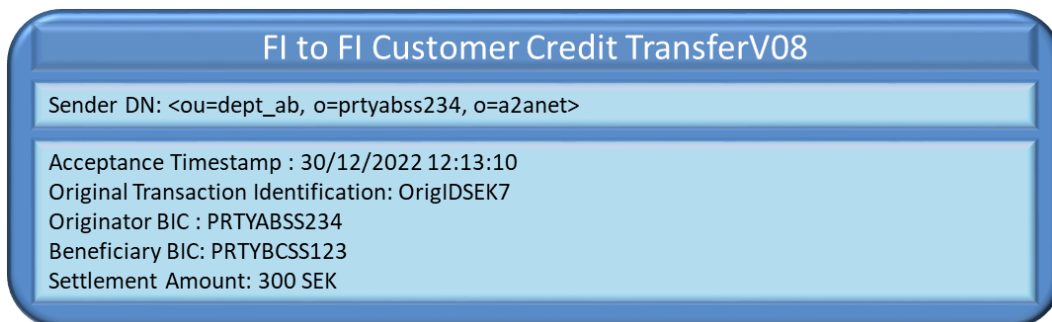 FI to FI Customer Credit TransferV08
Sender DN: <ou=dept_ab, o=prtyabss234, o=a2anet>
Acceptance Timestamp : 30/12/2022 12:13:10
Original Transaction Identification: OrigIDSEK7
Originator BIC : PRTYABSS234
Beneficiary BIC: PRTYBCSS123
Settlement Amount: 300 SEK